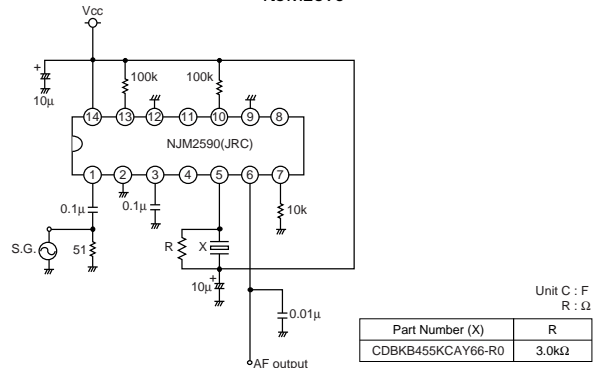 Vcc
+
10μ
100k
100k
14
13
12
11
10
9
8
NJM2590(JRC)
1
2
3
4
5
6
7
0.1μ
0.1μ
10k
S.G.
51
R
X
+
10μ
0.01μ
AF output
Unit C : F
R : Ω
Part Number (X) R
CDBKB455KCAY66-R0 3.0kΩ